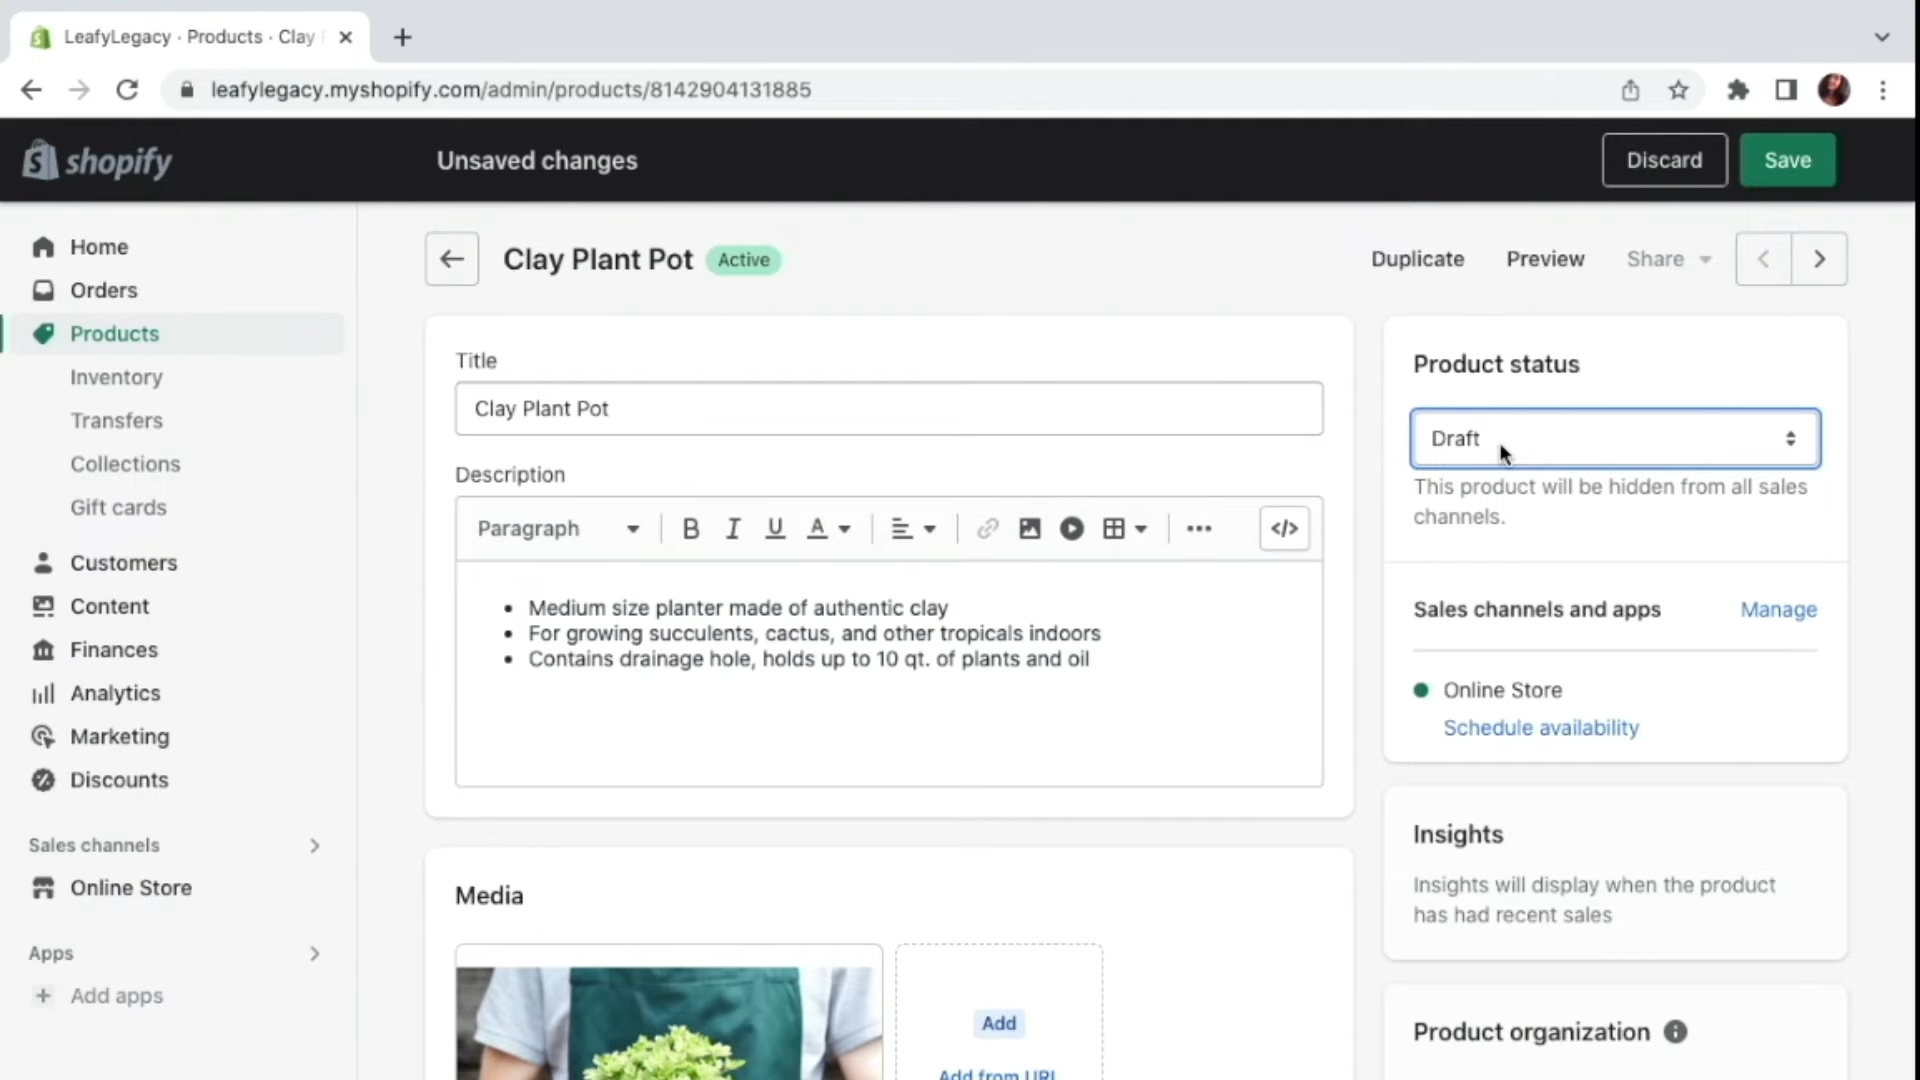 LeafyLegacy · Products · Clay
leafylegacy.myshopify.com/admin/products/8142904131885
shopify
Unsaved changes
Discard
Save
Home
Orders
Products
Inventory
Transfers
Collections
Gift cards
Customers
Content
Finances
Analytics
Marketing
Discounts
Sales channels
Online Store
Apps
Add apps
Clay Plant Pot
Active
Duplicate
Preview
Share
Title
Clay Plant Pot
Description
Paragraph
B I U A
</>
• Medium size planter made of authentic clay
• For growing succulents, cactus, and other tropicals indoors
• Contains drainage hole, holds up to 10 qt. of plants and oil
Media
Add
Add from URL
Product status
Draft
This product will be hidden from all sales
channels.
Sales channels and apps
Manage
Online Store
Schedule availability
Insights
Insights will display when the product
has had recent sales
Product organization